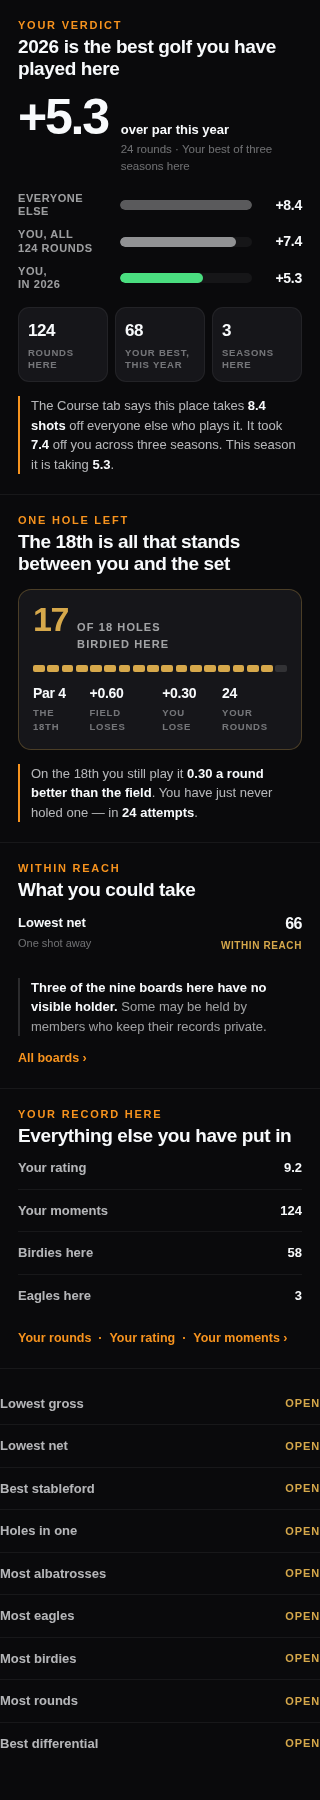 YOUR VERDICT
2026 is the best golf you have
played here
+5.3
over par this year
24 rounds · Your best of three
seasons here
EVERYONE
ELSE
+8.4
YOU, ALL
124 ROUNDS
+7.4
YOU,
IN 2026
+5.3
124
ROUNDS
HERE
68
YOUR BEST,
THIS YEAR
3
SEASONS
HERE
The Course tab says this place takes 8.4
shots off everyone else who plays it. It took
7.4 off you across three seasons. This season
it is taking 5.3.
ONE HOLE LEFT
The 18th is all that stands
between you and the set
17
OF 18 HOLES
BIRDIED HERE
Par 4
THE
18TH
+0.60
FIELD
LOSES
+0.30
YOU
LOSE
24
YOUR
ROUNDS
On the 18th you still play it 0.30 a round
better than the field. You have just never
holed one — in 24 attempts.
WITHIN REACH
What you could take
Lowest net 66
One shot away WITHIN REACH
Three of the nine boards here have no
visible holder. Some may be held by
members who keep their records private.
All boards ›
YOUR RECORD HERE
Everything else you have put in
Your rating 9.2
Your moments 124
Birdies here 58
Eagles here 3
Your rounds · Your rating · Your moments ›
Lowest gross OPEN
Lowest net OPEN
Best stableford OPEN
Holes in one OPEN
Most albatrosses OPEN
Most eagles OPEN
Most birdies OPEN
Most rounds OPEN
Best differential OPEN